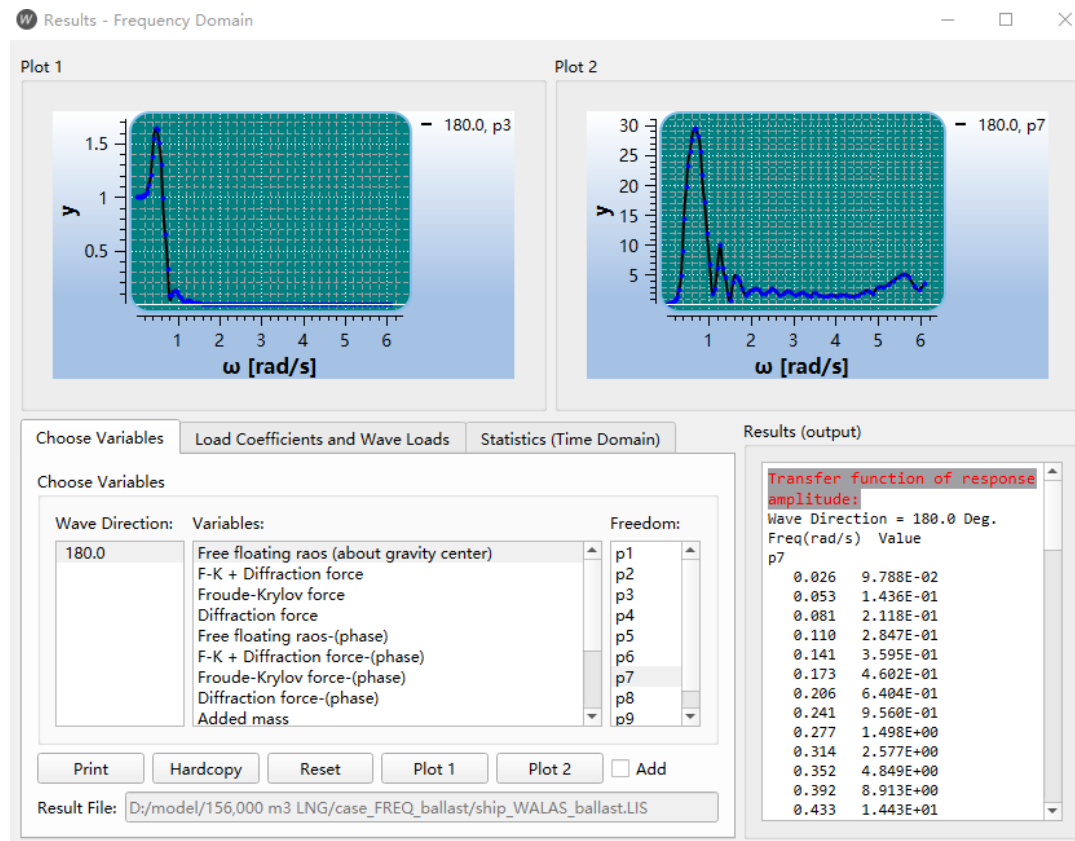 W Results - Frequency Domain
Plot 1
Plot 2
1.5
1
0.5
y
180.0, p3
1 2 3 4 5 6
ω [rad/s]
30
25
20
15
10
5
y
180.0, p7
1 2 3 4 5 6
ω [rad/s]
Choose Variables
Load Coefficients and Wave Loads
Statistics (Time Domain)
Choose Variables
Wave Direction:
180.0
Variables:
Free floating raos (about gravity center)
F-K + Diffraction force
Froude-Krylov force
Diffraction force
Free floating raos-(phase)
F-K + Diffraction force-(phase)
Froude-Krylov force-(phase)
Diffraction force-(phase)
Added mass
Freedom:
p1
p2
p3
p4
p5
p6
p7
p8
p9
Print Hardcopy Reset Plot 1 Plot 2 Add
Result File: D:/model/156,000 m3 LNG/case_FREQ_ballast/ship_WALAS_ballast.LIS
Results (output)
Transfer function of response
amplitude:
Wave Direction = 180.0 Deg.
Freq(rad/s) Value
p7
0.026 9.788E-02
0.053 1.436E-01
0.081 2.118E-01
0.110 2.847E-01
0.141 3.595E-01
0.173 4.602E-01
0.206 6.404E-01
0.241 9.560E-01
0.277 1.498E+00
0.314 2.577E+00
0.352 4.849E+00
0.392 8.913E+00
0.433 1.443E+01